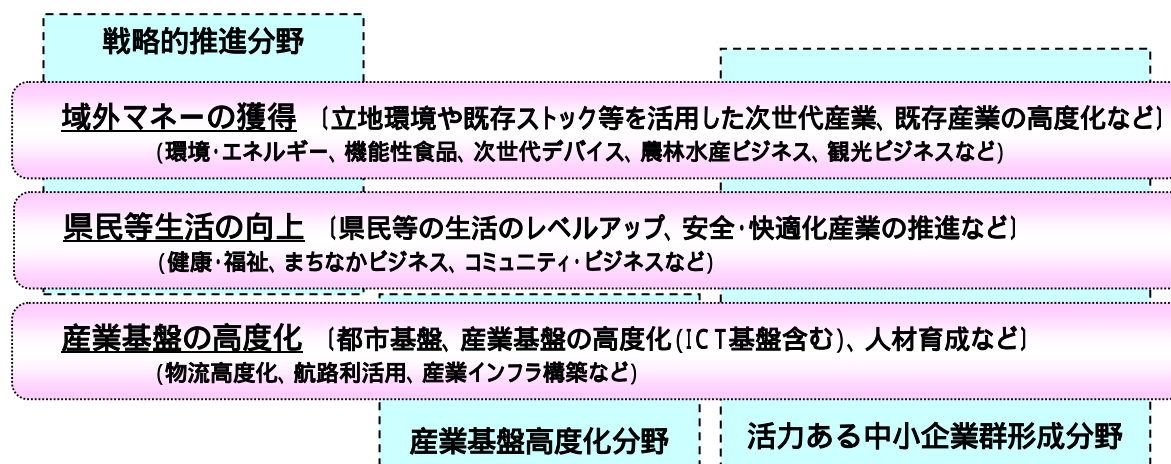 戦略的推進分野
域外マネーの獲得 〔立地環境や既存ストック等を活用した次世代産業、既存産業の高度化など〕
(環境･エネルギー、機能性食品、次世代デバイス、農林水産ビジネス、観光ビジネスなど)
県民等生活の向上 〔県民等の生活のレベルアップ、安全･快適化産業の推進など〕
(健康･福祉、まちなかビジネス、コミュニティ･ビジネスなど)
産業基盤の高度化 〔都市基盤、産業基盤の高度化(ICT基盤含む)、人材育成など〕
(物流高度化、航路利活用、産業インフラ構築など)
産業基盤高度化分野
活力ある中小企業群形成分野